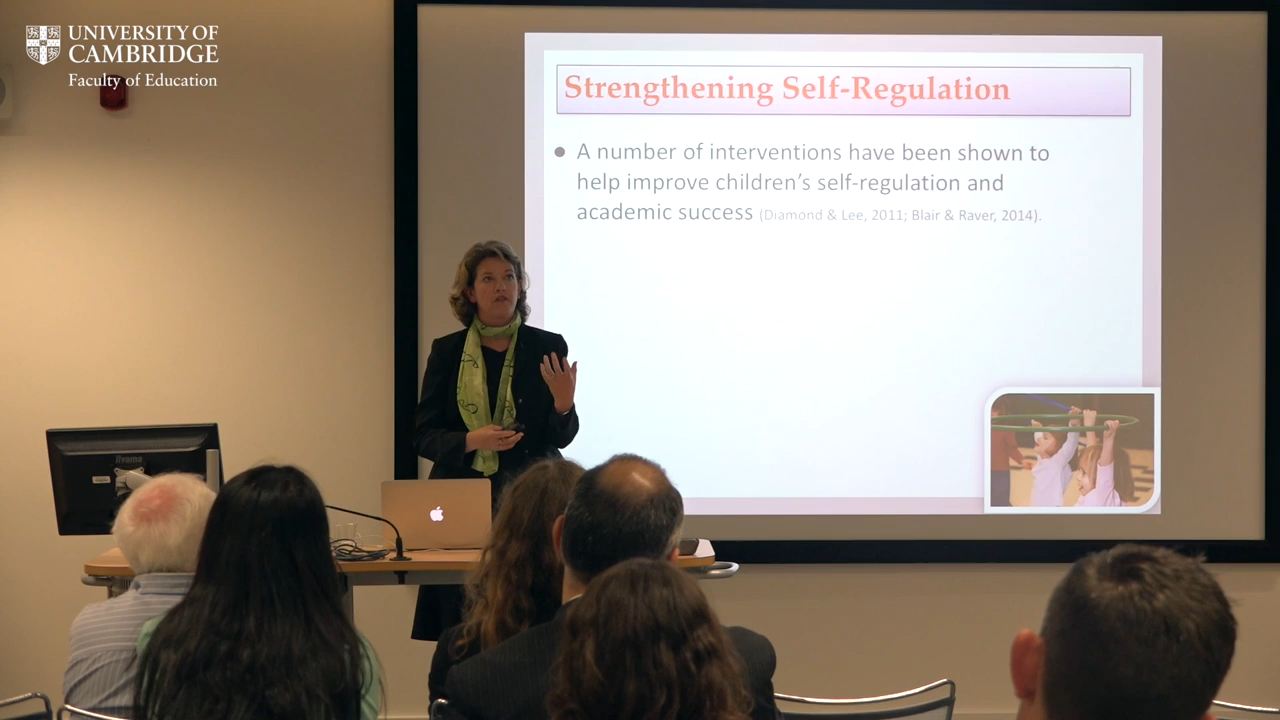 UNIVERSITY OF
CAMBRIDGE
Faculty of Education
Strengthening Self-Regulation
● A number of interventions have been shown to
help improve children’s self-regulation and
academic success (Diamond & Lee, 2011; Blair & Raver, 2014).
iiyama